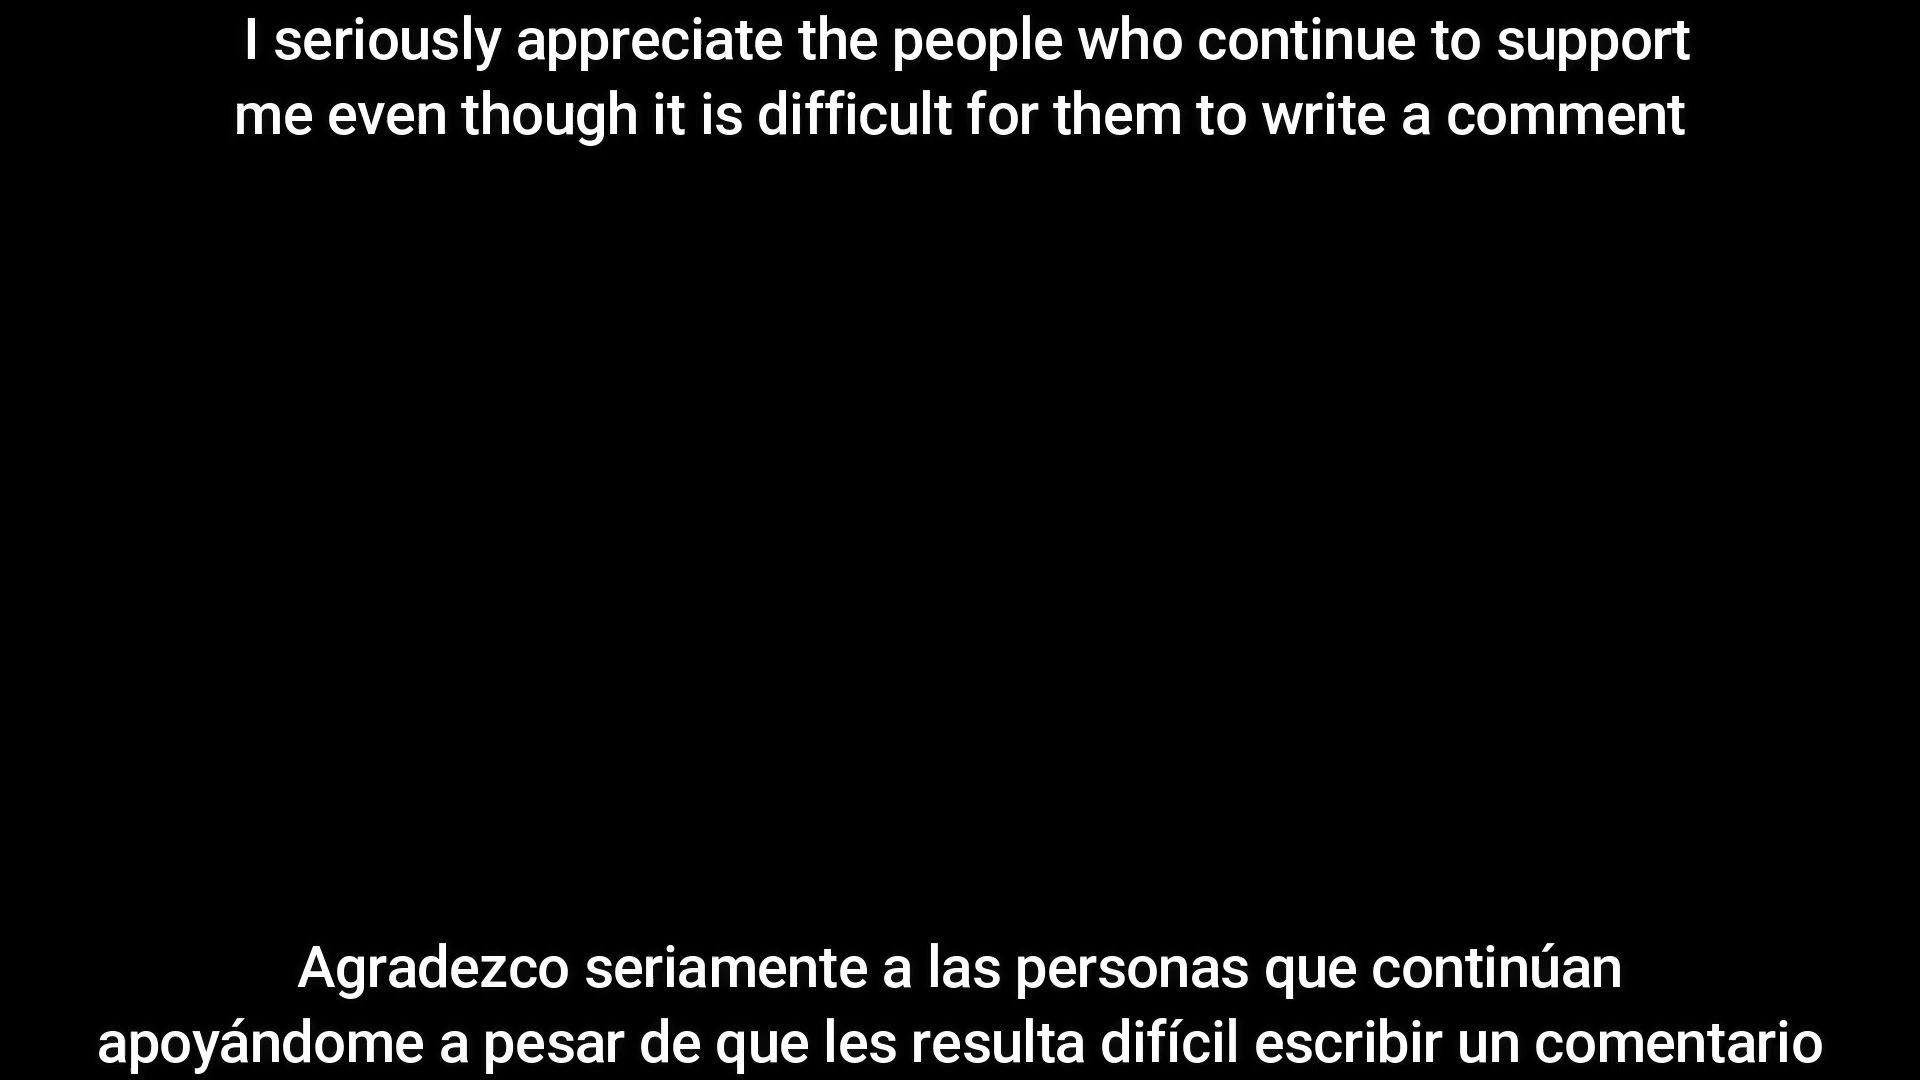 I seriously appreciate the people who continue to support
me even though it is difficult for them to write a comment
Agradezco seriamente a las personas que continúan
apoyándome a pesar de que les resulta difícil escribir un comentario